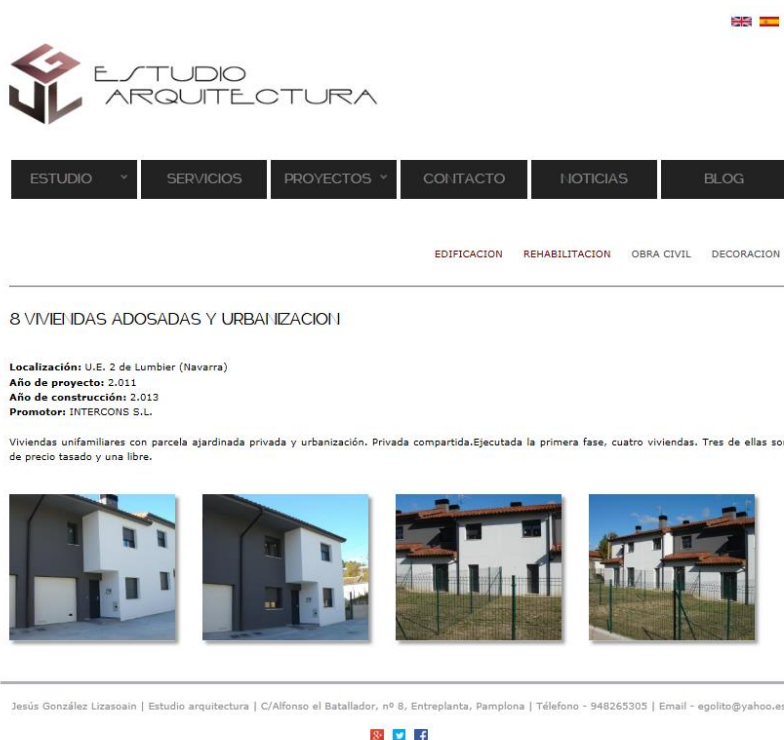 ESTUDIO
ARQUITECTURA
ESTUDIO SERVICIOS PROYECTOS CONTACTO NOTICIAS BLOG
EDIFICACION REHABILITACION OBRA CIVIL DECORACION
8 VIVIENDAS ADOSADAS Y URBANIZACION
Localización: U.E. 2 de Lumbier (Navarra)
Año de proyecto: 2.011
Año de construcción: 2.013
Promotor: INTERCONS S.L.
Viviendas unifamiliares con parcela ajardinada privada y urbanización. Privada compartida.Ejecutada la primera fase, cuatro viviendas. Tres de ellas son
de precio tasado y una libre.
Jesús González Lizasoain | Estudio arquitectura | C/Alfonso el Batallador, nº 8, Entreplanta, Pamplona | Télefono - 948265305 | Email - egolito@yahoo.es